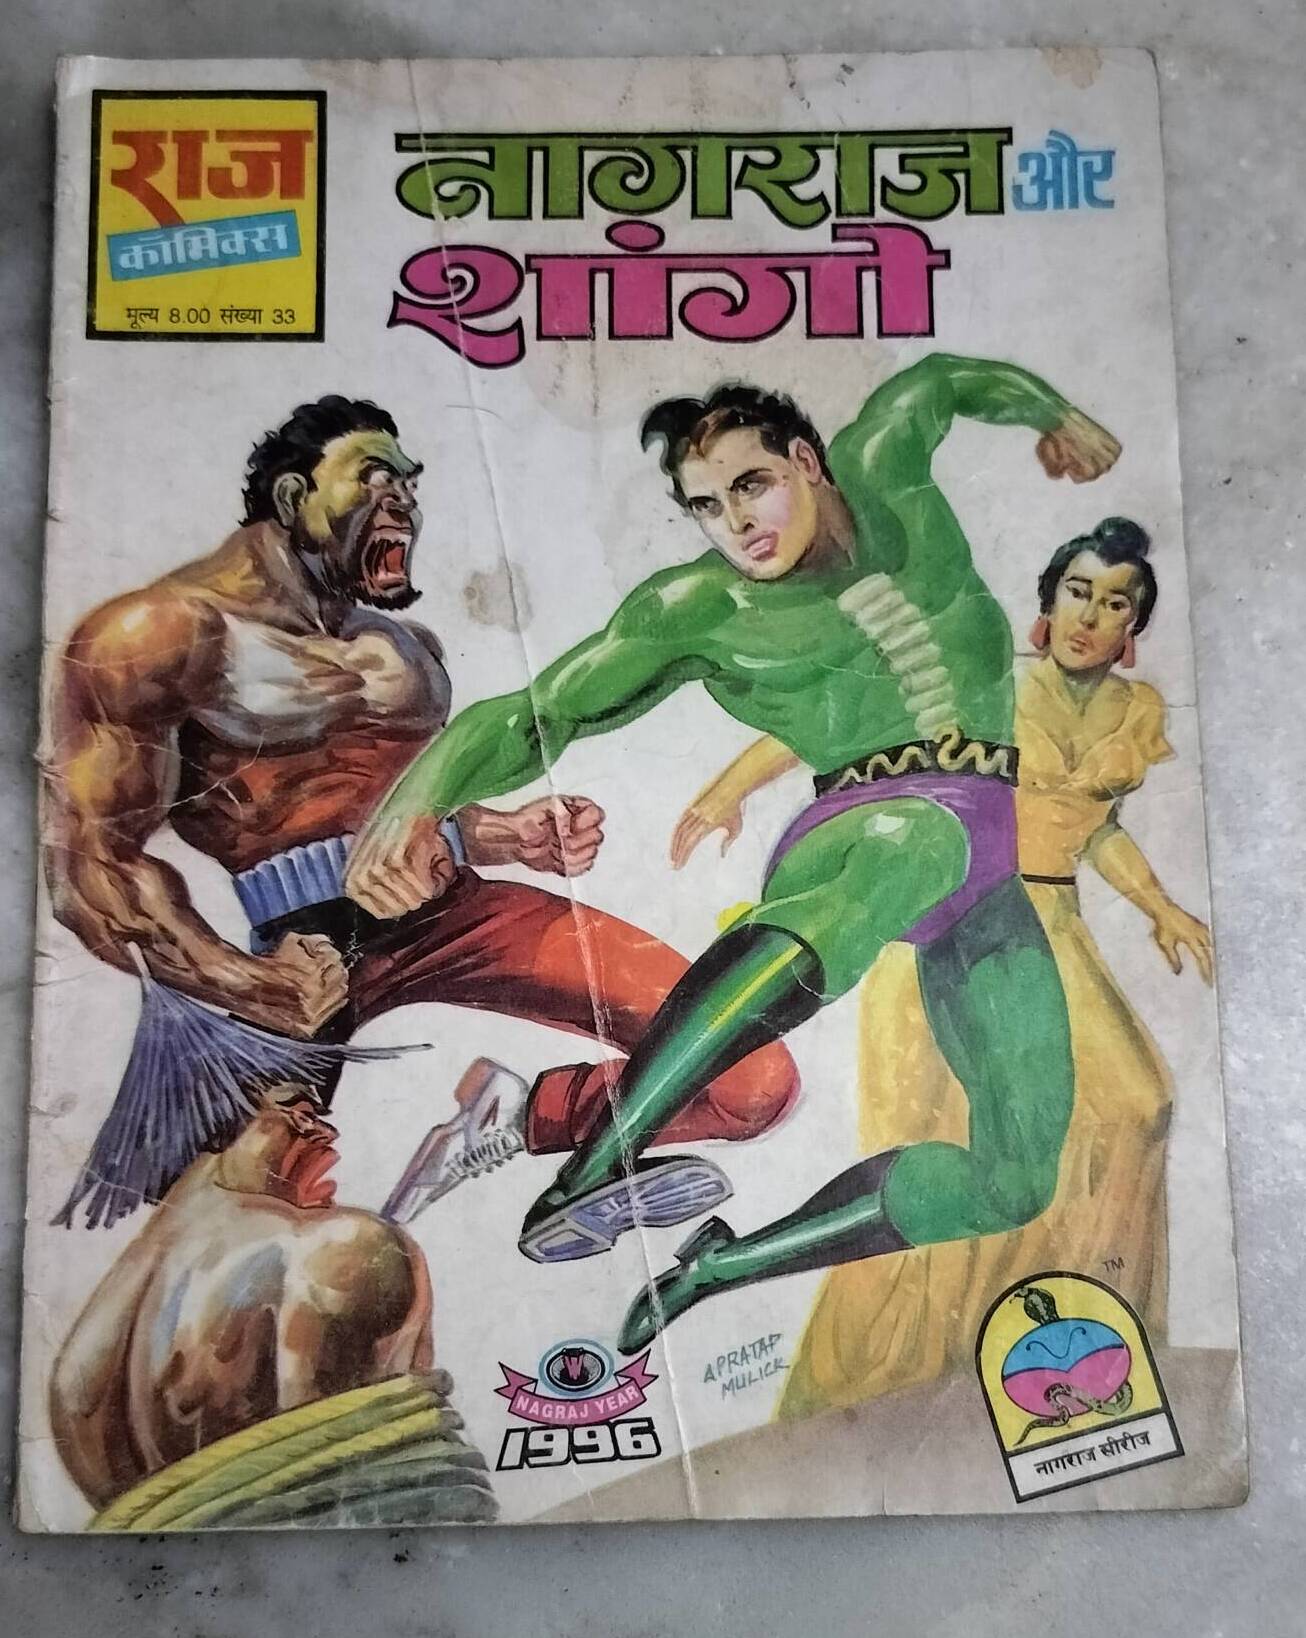 राज
कॉमिक्स
मूल्य 8.00 संख्या 33
नागराज और
शांगो
W
NAGRAJ YEAR
1996
APRATAP
MULICK
TM
नागराज सीरीज